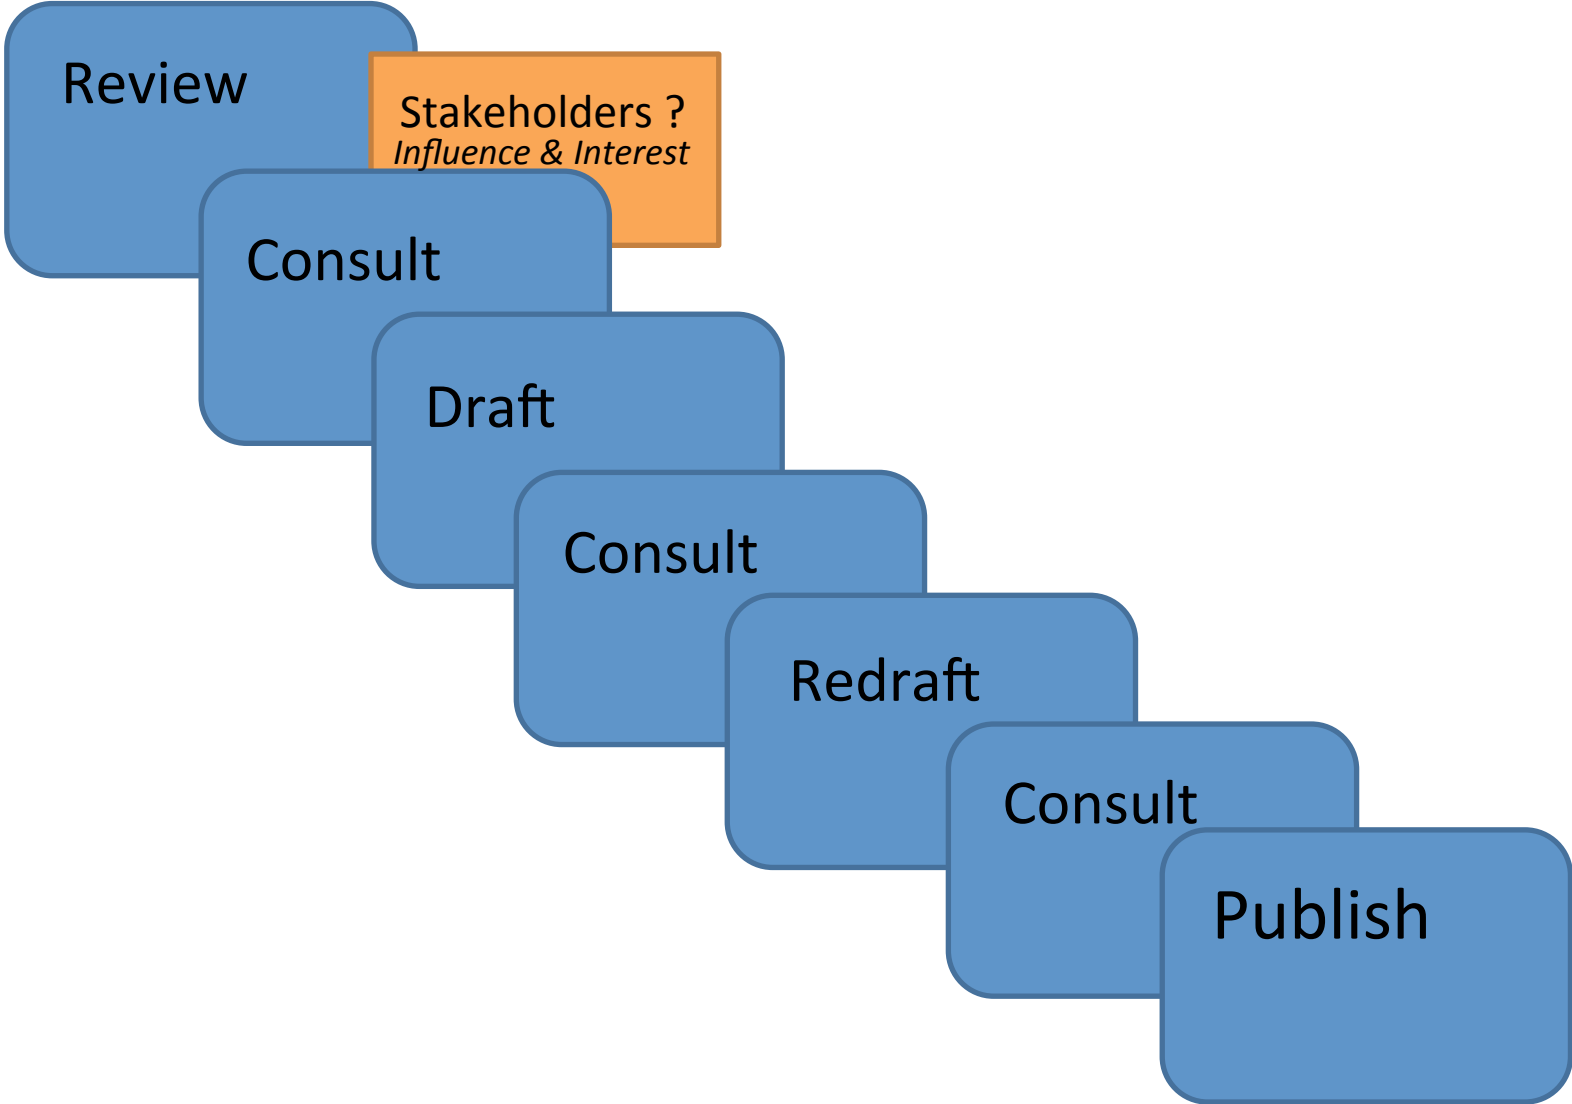 Review
Stakeholders ?
Influence & Interest
Consult
Draft
Consult
Redraft
Consult
Publish